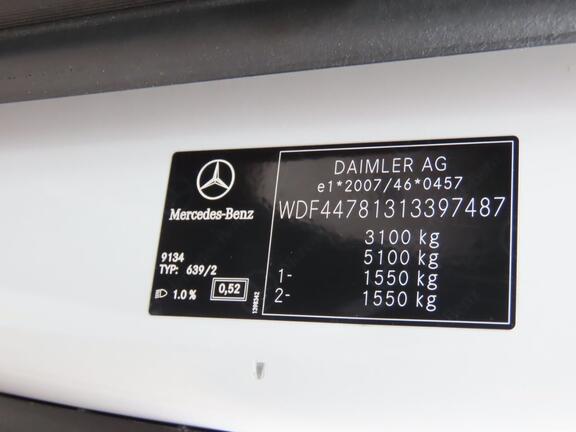 Mercedes-Benz
9134
TYP: 639/2
1.0 %
0,52
1286342
DAIMLER AG
e1*2007/46*0457
WDF44781313397487
3100 kg
5100 kg
1- 1550 kg
2- 1550 kg